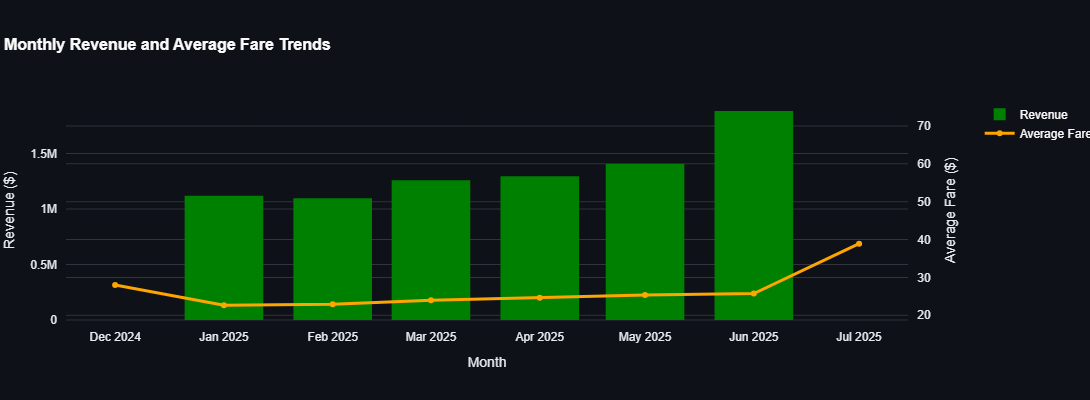 Monthly Revenue and Average Fare Trends
Revenue
Average Fare
Revenue ($)
1.5M
1M
0.5M
0
70
60
50
40
30
20
Average Fare ($)
Dec 2024 Jan 2025 Feb 2025 Mar 2025 Apr 2025 May 2025 Jun 2025 Jul 2025
Month